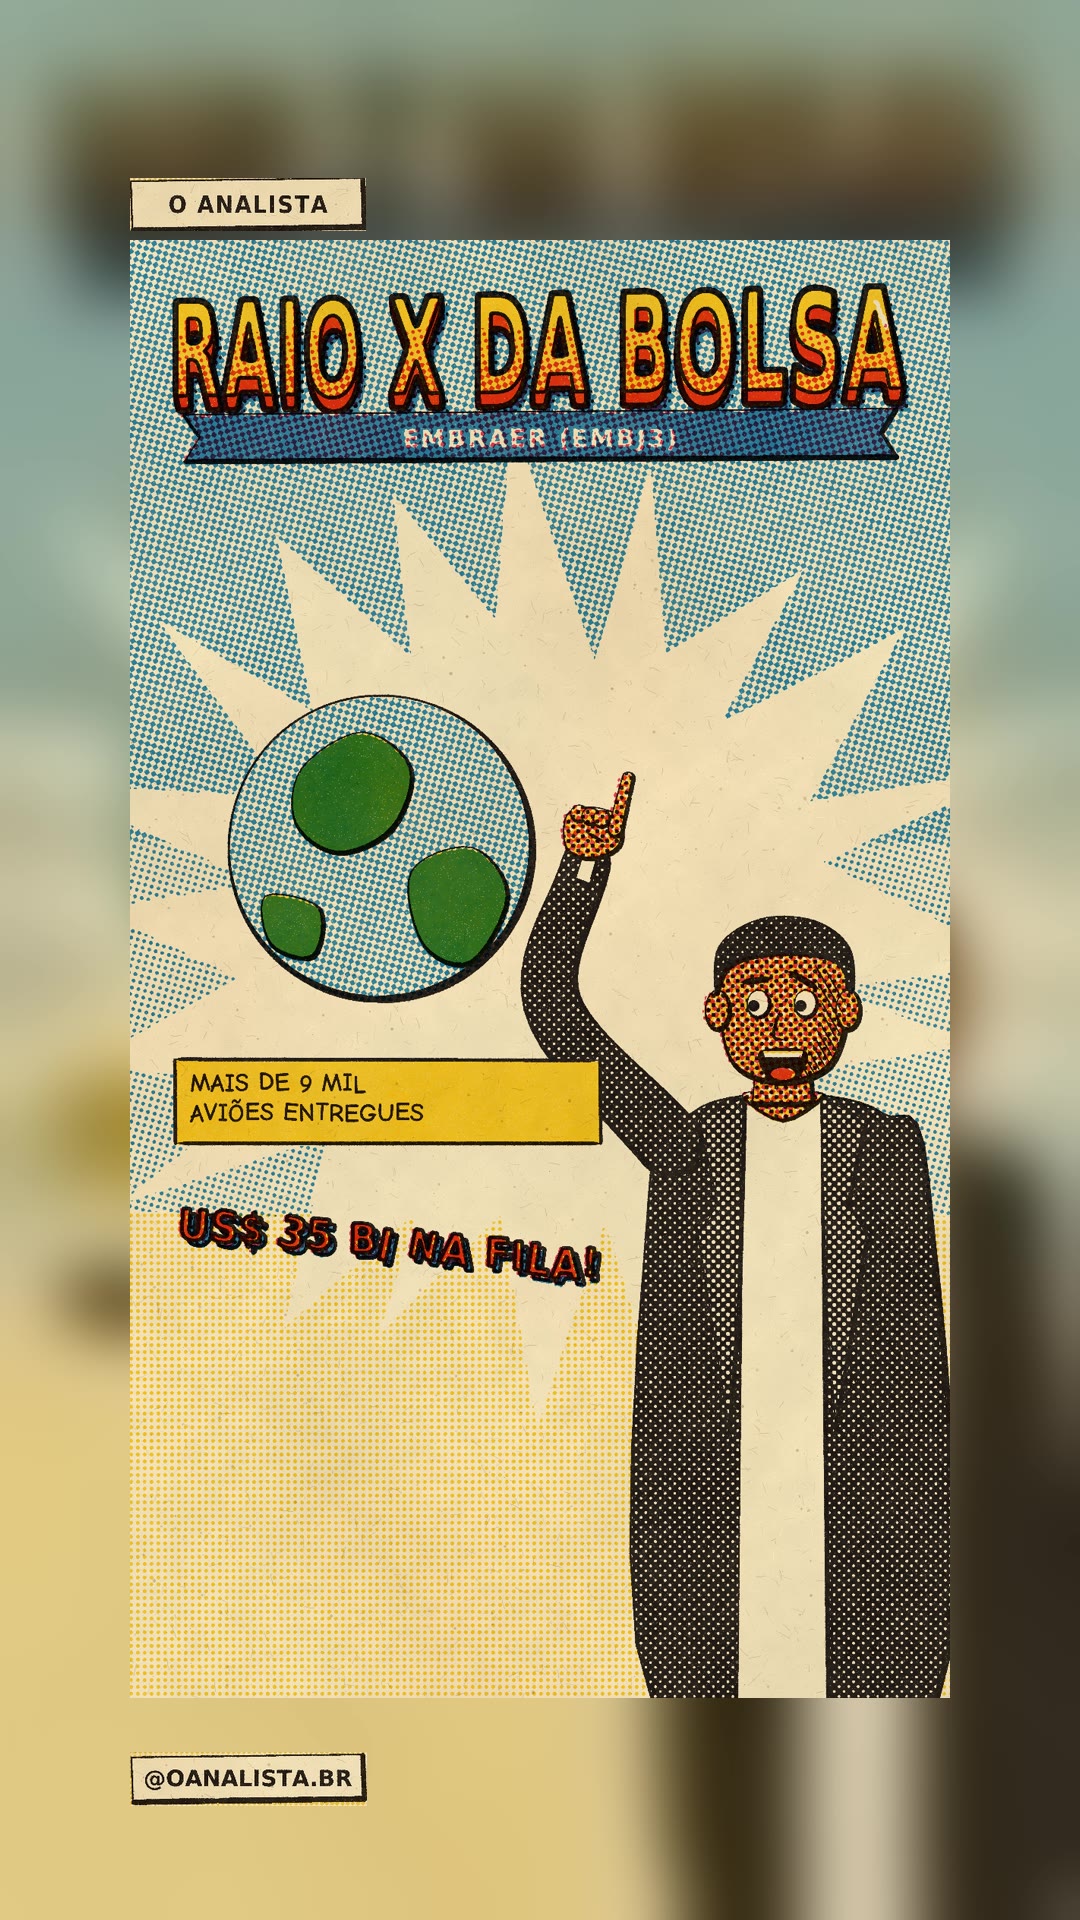 O ANALISTA
RAIO X DA BOLSA
EMBRAER (EMBJ3)
MAIS DE 9 MIL
AVIÕES ENTREGUES
US$ 35 BI NA FILA!
@OANALISTA.BR